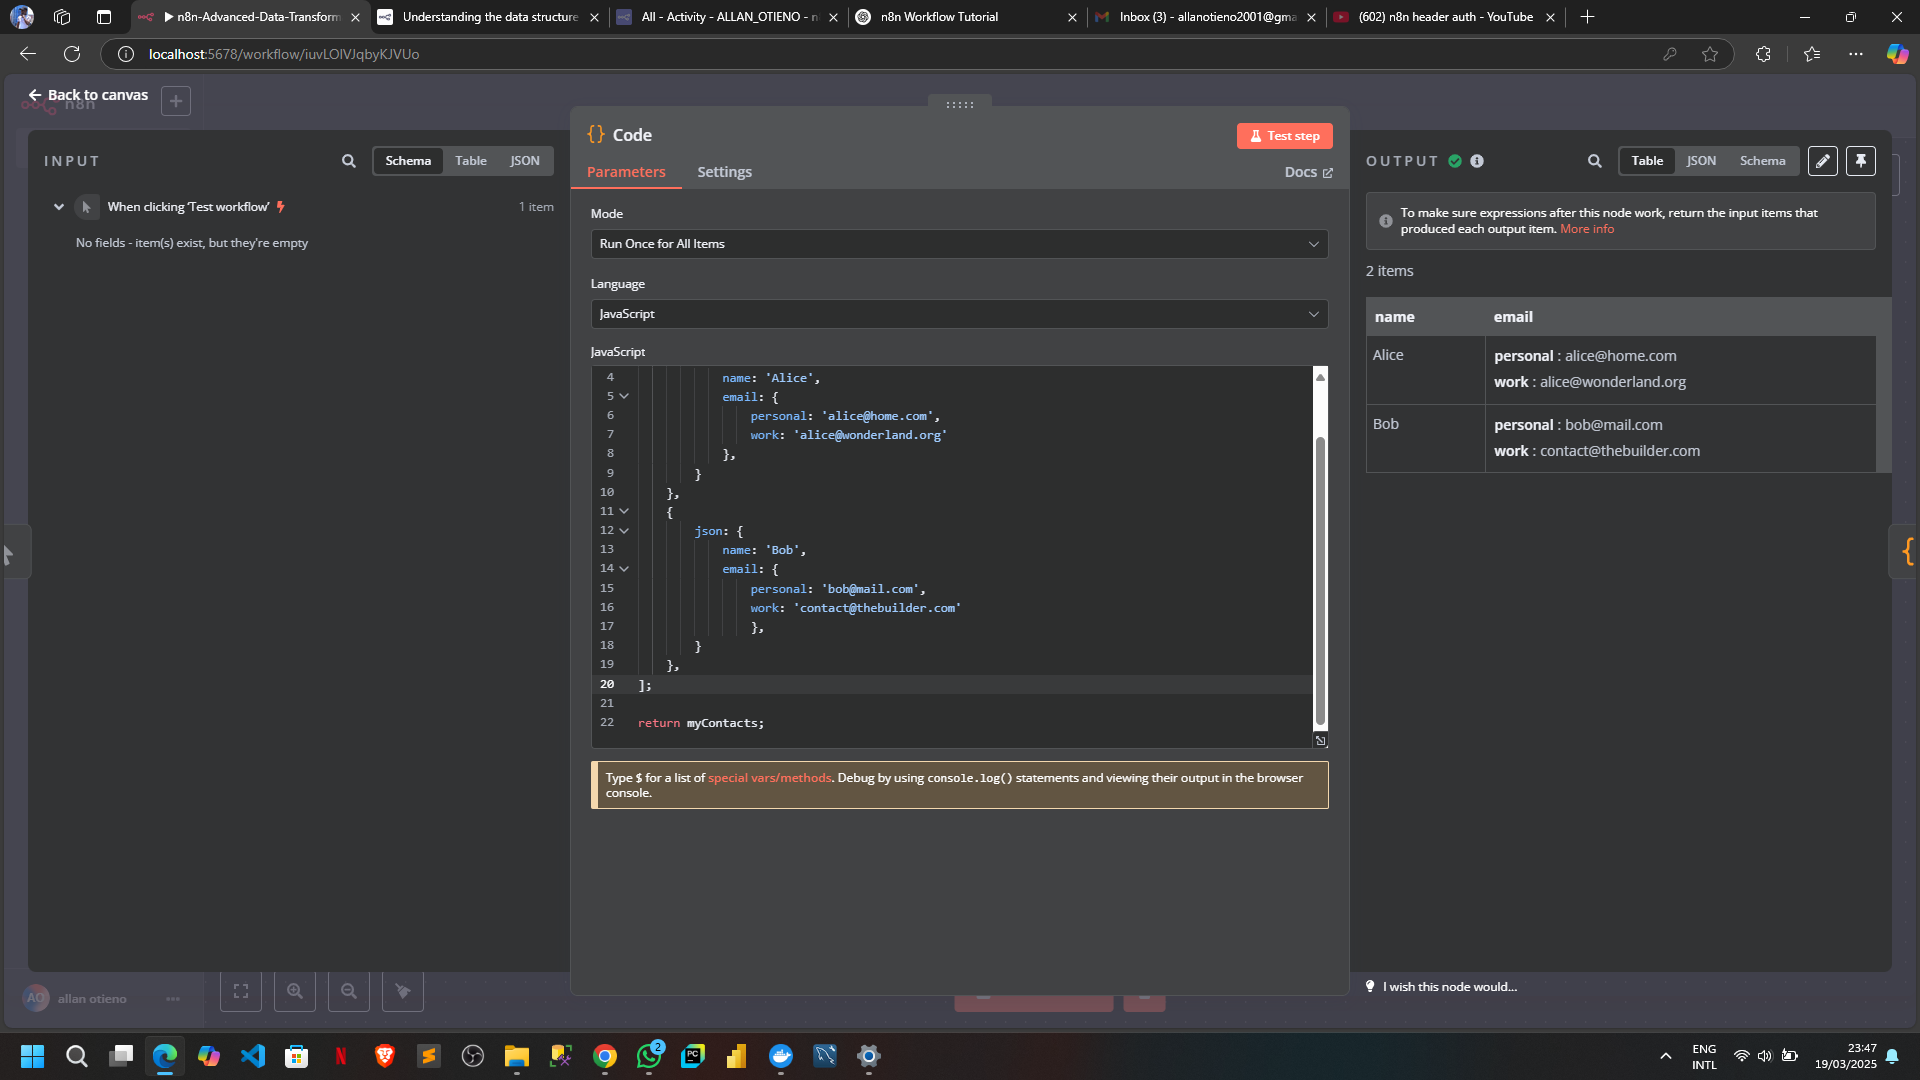 n8n-Advanced-Data-Transform
Understanding the data structure
All - Activity - ALLAN_OTIENO - n
n8n Workflow Tutorial
Inbox (3) - allanotieno2001@gma
(602) n8n header auth - YouTube
localhost:5678/workflow/iuvLOIVJqbyKJVUo
Back to canvas
n8n
Code
Test step
INPUT
Schema
Table
JSON
Parameters
Settings
Docs
OUTPUT
Table
JSON
Schema
When clicking ‘Test workflow’
1 item
No fields - item(s) exist, but they're empty
Mode
Run Once for All Items
Language
JavaScript
JavaScript
4 name: 'Alice',
5 email: {
6 personal: 'alice@home.com',
7 work: 'alice@wonderland.org'
8 },
9 }
10 },
11 {
12 json: {
13 name: 'Bob',
14 email: {
15 personal: 'bob@mail.com',
16 work: 'contact@thebuilder.com'
17 },
18 }
19 },
20 ];
21
22 return myContacts;
Type $ for a list of special vars/methods. Debug by using console.log() statements and viewing their output in the browser
console.
To make sure expressions after this node work, return the input items that
produced each output item. More info
2 items
name email
Alice personal : alice@home.com
work : alice@wonderland.org
Bob personal : bob@mail.com
work : contact@thebuilder.com
I wish this node would...
AO allan otieno
2
PC
ENG
INTL
23:47
19/03/2025